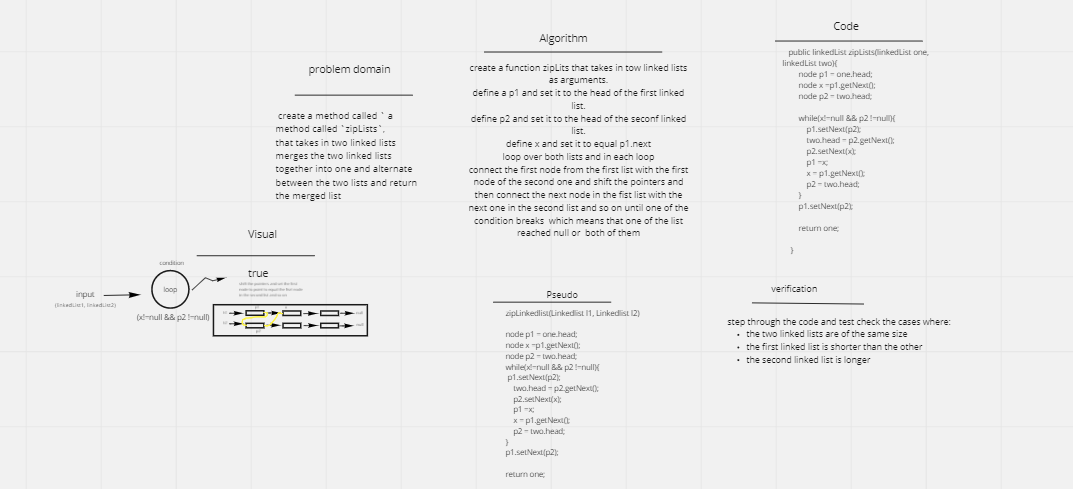 problem domain
create a method called ` a
method called `zipLists`,
that takes in two linked lists
merges the two linked lists
together into one and alternate
between the two lists and return
the merged list
Visual
condition
true
loop
input
(linkedList1, linkedList2)
(x!=null && p2 !=null)
Algorithm
create a function zipLits that takes in tow linked lists
as arguments.
define a p1 and set it to the head of the first linked
list.
define p2 and set it to the head of the seconf linked
list.
define x and set it to equal p1.next
loop over both lists and in each loop
connect the first node from the first list with the first
node of the second one and shift the pointers and
then connect the next node in the fist list with the
next one in the second list and so on until one of the
condition breaks which means that one of the list
reached null or both of them
Pseudo
zipLinkedlist(Linkedlist l1, Linkedlist l2)
node p1 = one.head;
node x =p1.getNext();
node p2 = two.head;
while(x!=null && p2 !=null){
p1.setNext(p2);
two.head = p2.getNext();
p2.setNext(x);
p1 =x;
x = p1.getNext();
p2 = two.head;
}
p1.setNext(p2);
return one;
Code
public linkedList zipLists(linkedList one,
linkedList two){
node p1 = one.head;
node x =p1.getNext();
node p2 = two.head;
while(x!=null && p2 !=null){
p1.setNext(p2);
two.head = p2.getNext();
p2.setNext(x);
p1 =x;
x = p1.getNext();
p2 = two.head;
}
p1.setNext(p2);
return one;
}
verification
step through the code and test check the cases where:
• the two linked lists are of the same size
• the first linked list is shorter than the other
• the second linked list is longer